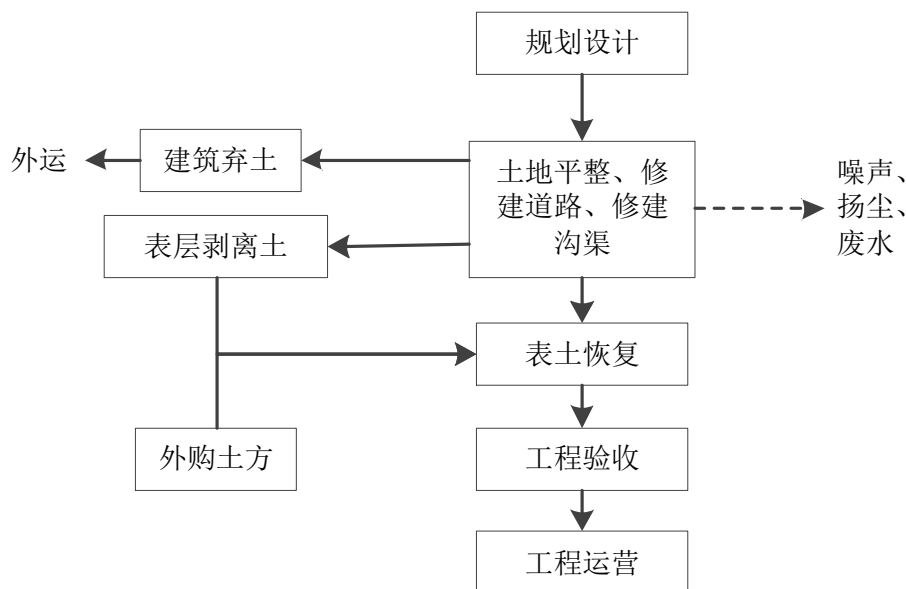 规划设计
外运
建筑弃土
土地平整、修
建道路、修建
沟渠
噪声、
扬尘、
废水
表层剥离土
表土恢复
外购土方
工程验收
工程运营